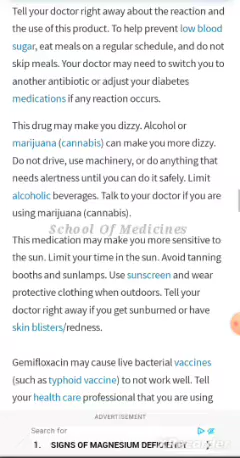 Tell your doctor right away about the reaction and
the use of this product. To help prevent low blood
sugar, eat meals on a regular schedule, and do not
skip meals. Your doctor may need to switch you to
another antibiotic or adjust your diabetes
medications if any reaction occurs.
This drug may make you dizzy. Alcohol or
marijuana (cannabis) can make you more dizzy.
Do not drive, use machinery, or do anything that
needs alertness until you can do it safely. Limit
alcoholic beverages. Talk to your doctor if you are
using marijuana (cannabis).
School Of Medicines
This medication may make you more sensitive to
the sun. Limit your time in the sun. Avoid tanning
booths and sunlamps. Use sunscreen and wear
protective clothing when outdoors. Tell your
doctor right away if you get sunburned or have
skin blisters/redness.
Gemifloxacin may cause live bacterial vaccines
(such as typhoid vaccine) to not work well. Tell
your health care professional that you are using
ADVERTISEMENT
Search for
1. SIGNS OF MAGNESIUM DEFICIENCY